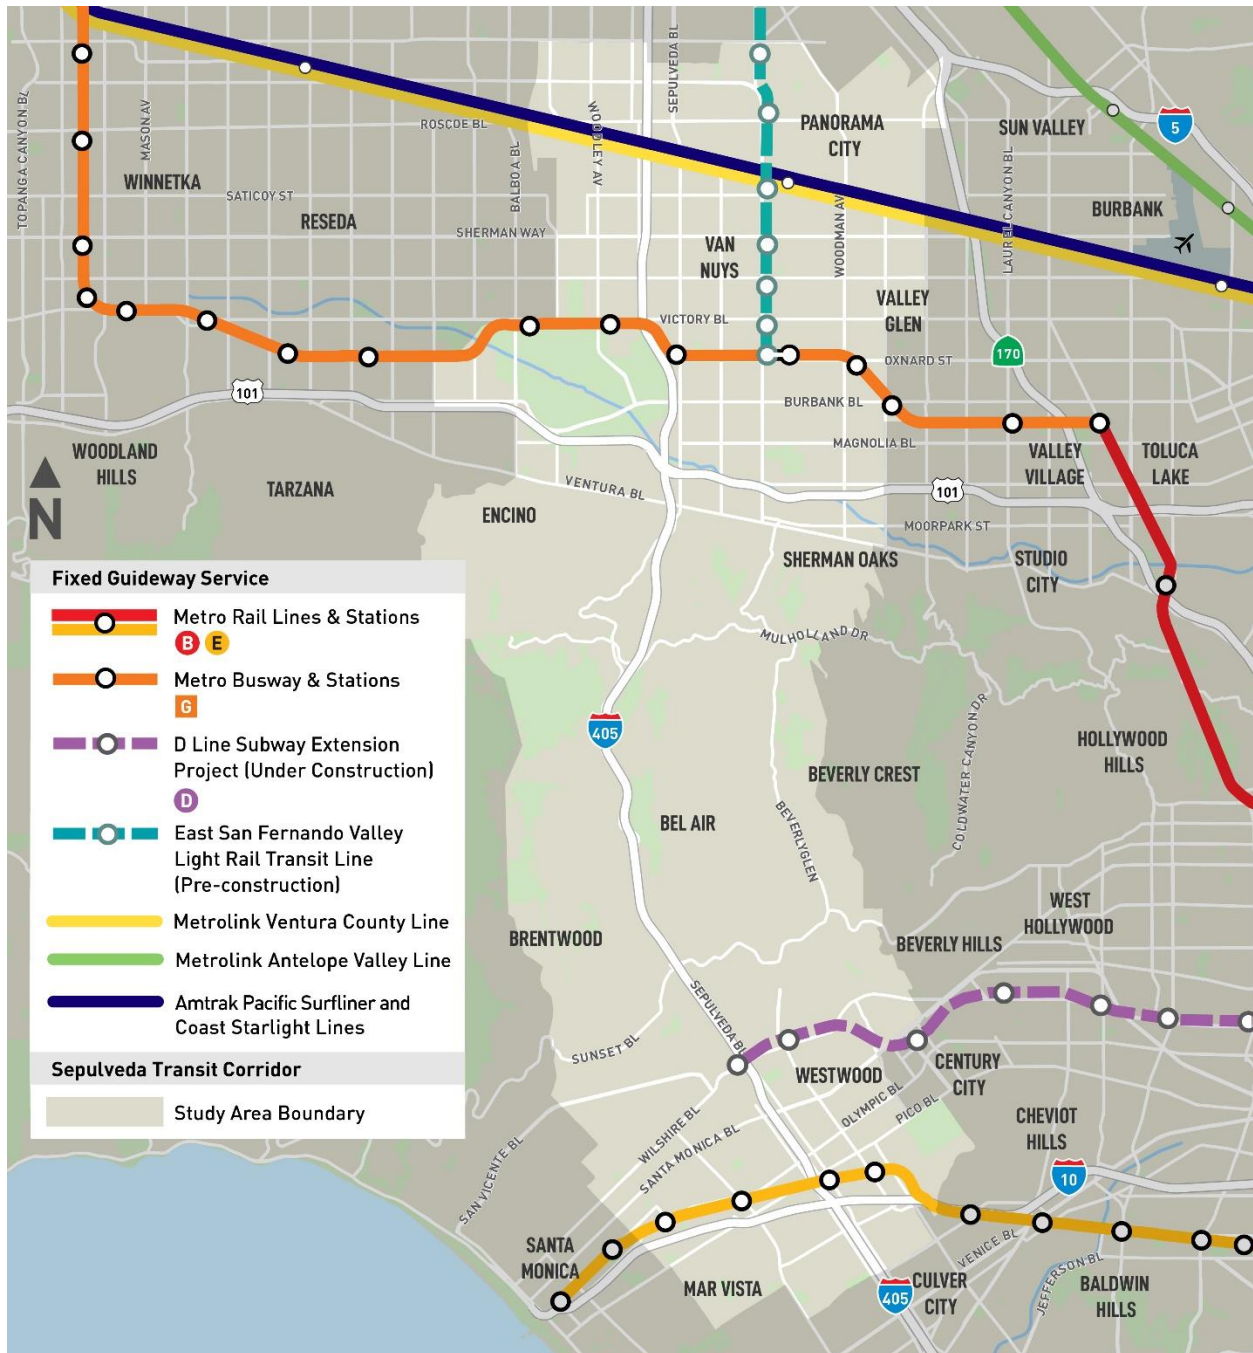 SEPULVEDA BL
TOPANGA CANYON BL
MASON AV
ROSCOE BL
BALBOA BL
WOODLEY AV
PANORAMA
CITY
SUN VALLEY
5
LAUREL CANYON BL
WINNETKA
SATICOY ST
RESEDA
SHERMAN WAY
VAN
NUYS
WOODMAN AV
BURBANK
VALLEY
GLEN
VICTORY BL
OXNARD ST
170
101
BURBANK BL
MAGNOLIA BL
WOODLAND
HILLS
TARZANA
VENTURA BL
ENCINO
101
VALLEY
VILLAGE
TOLUCA
LAKE
MOORPARK ST
N
SHERMAN OAKS
STUDIO
CITY
MULHOLLAND DR
Fixed Guideway Service
Metro Rail Lines & Stations
B E
Metro Busway & Stations
G
D Line Subway Extension
Project (Under Construction)
D
East San Fernando Valley
Light Rail Transit Line
(Pre-construction)
Metrolink Ventura County Line
Metrolink Antelope Valley Line
Amtrak Pacific Surfliner and
Coast Starlight Lines
Sepulveda Transit Corridor
Study Area Boundary
405
COLDWATER CANYON DR
HOLLYWOOD
HILLS
BEVERLY CREST
BEL AIR
BEVERLYGLEN
WEST
HOLLYWOOD
BRENTWOOD
BEVERLY HILLS
SEPULVEDA BL
SUNSET BL
WESTWOOD
CENTURY
CITY
OLYMPIC BL
PICO BL
WILSHIRE BL
SANTA MONICA BL
CHEVIOT
HILLS
SAN VICENTE BL
10
SANTA
MONICA
VENICE BL
MAR VISTA
405
CULVER
CITY
JEFFERSON BL
BALDWIN
HILLS